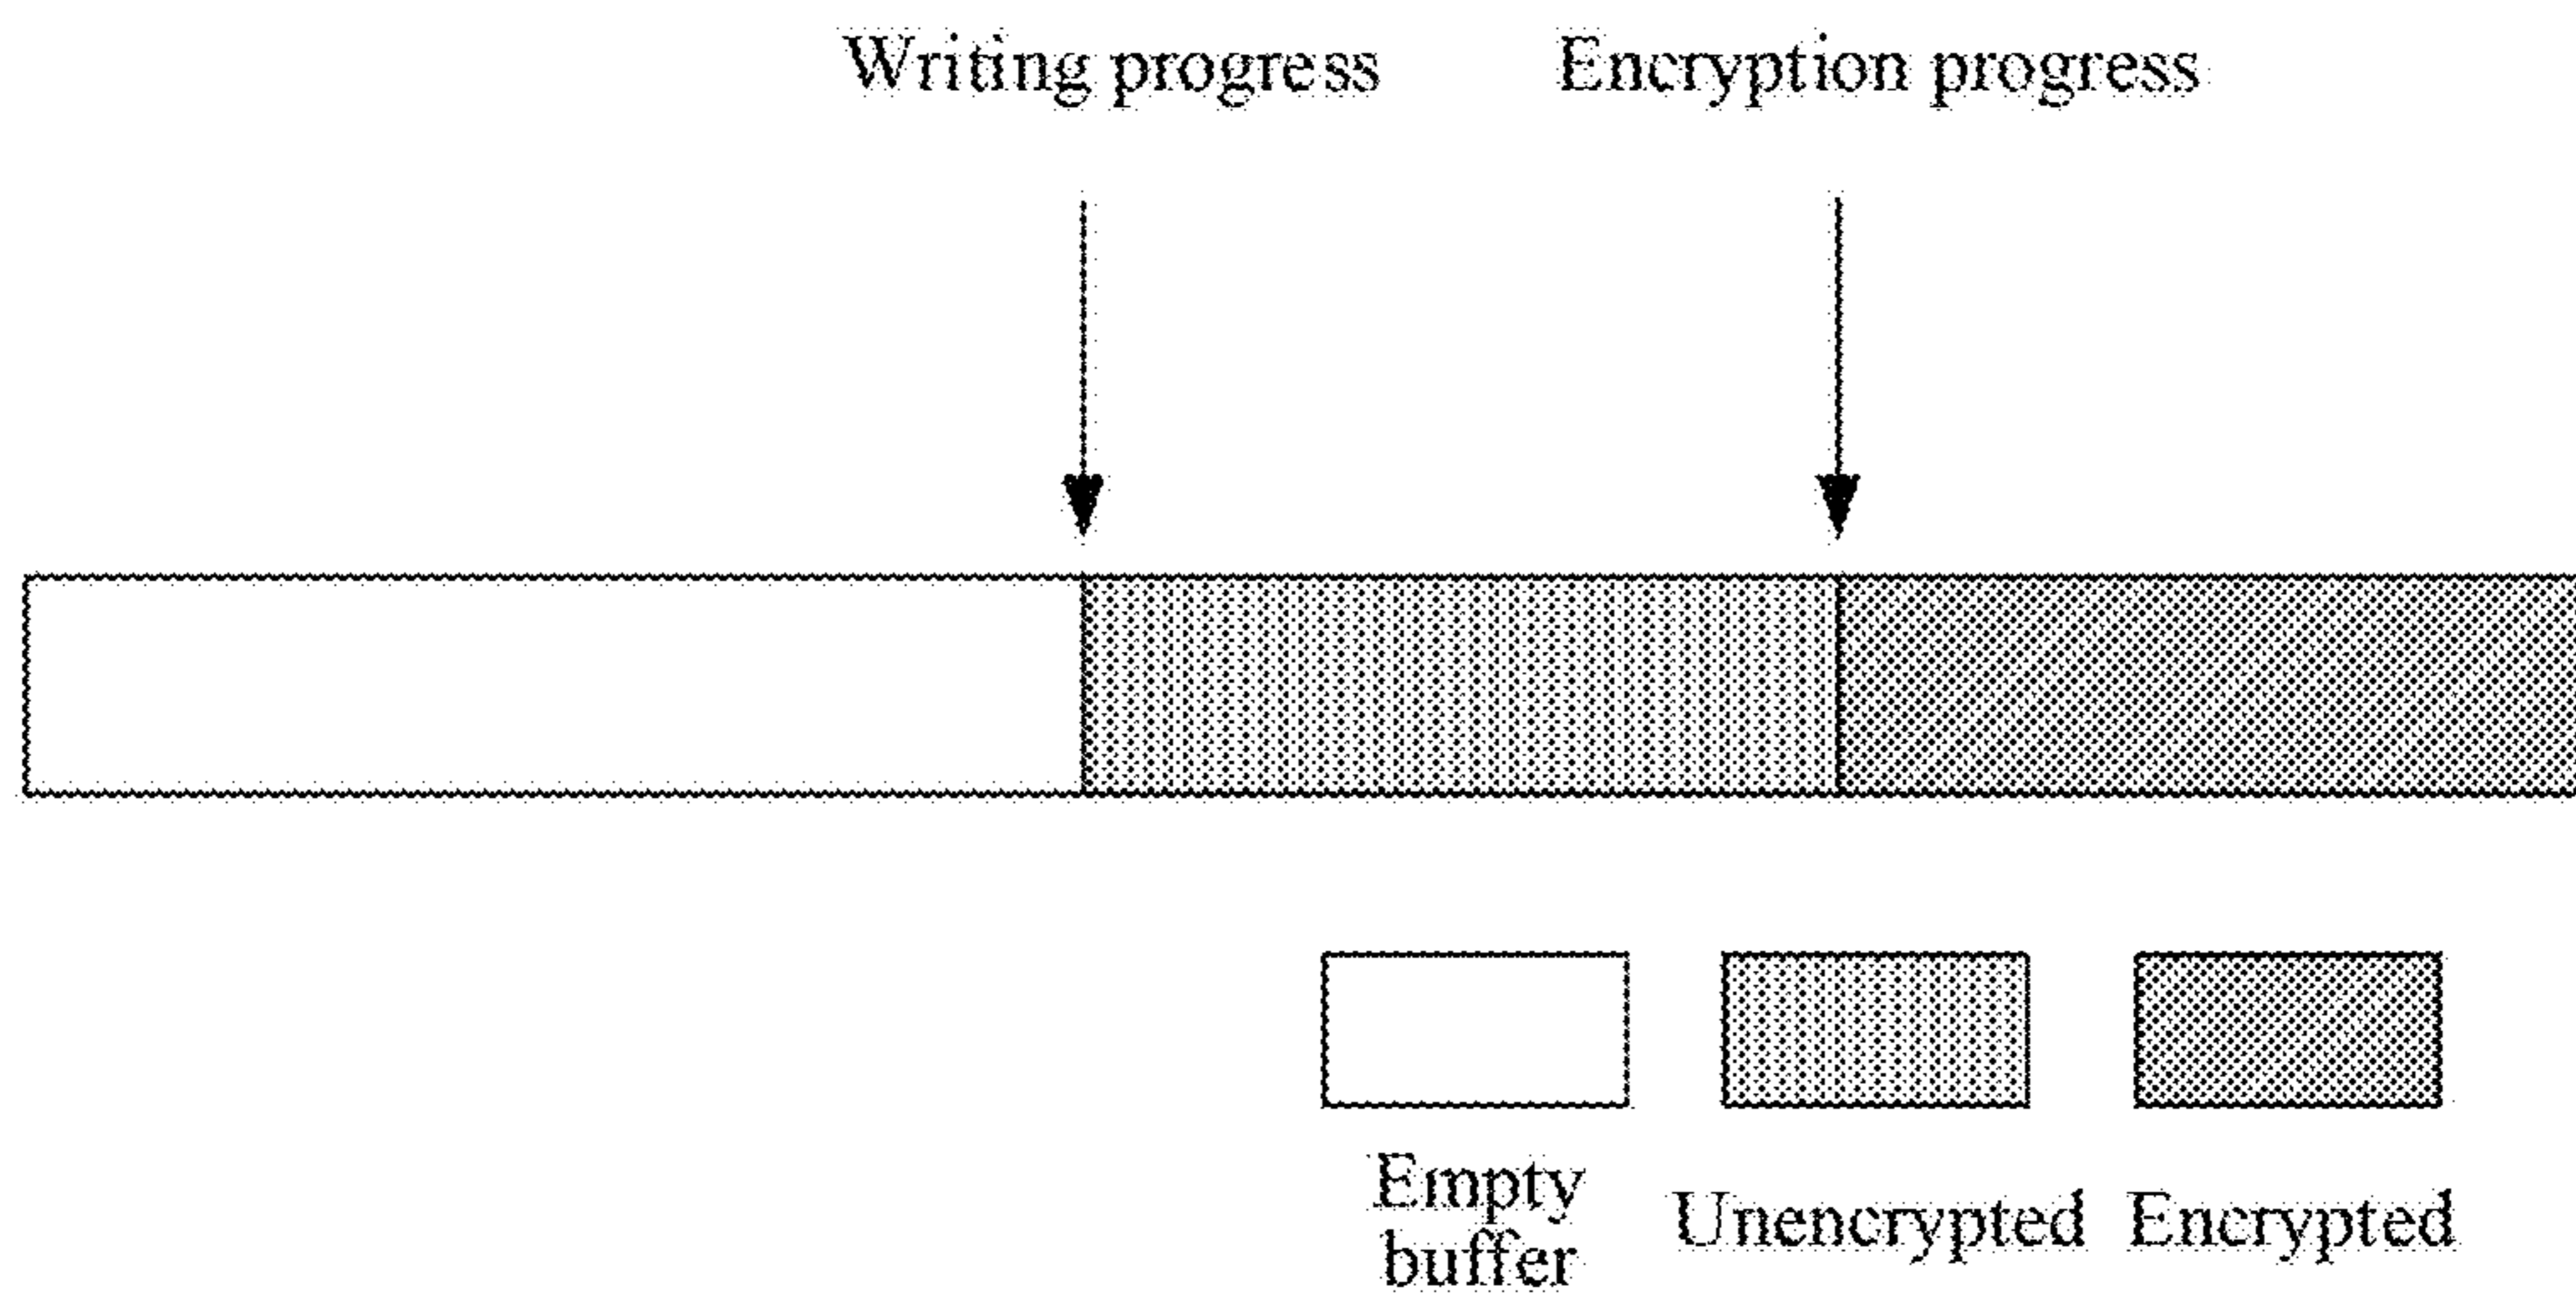 Writing progress
Encryption progress
Empty
buffer
Unencrypted
Encrypted